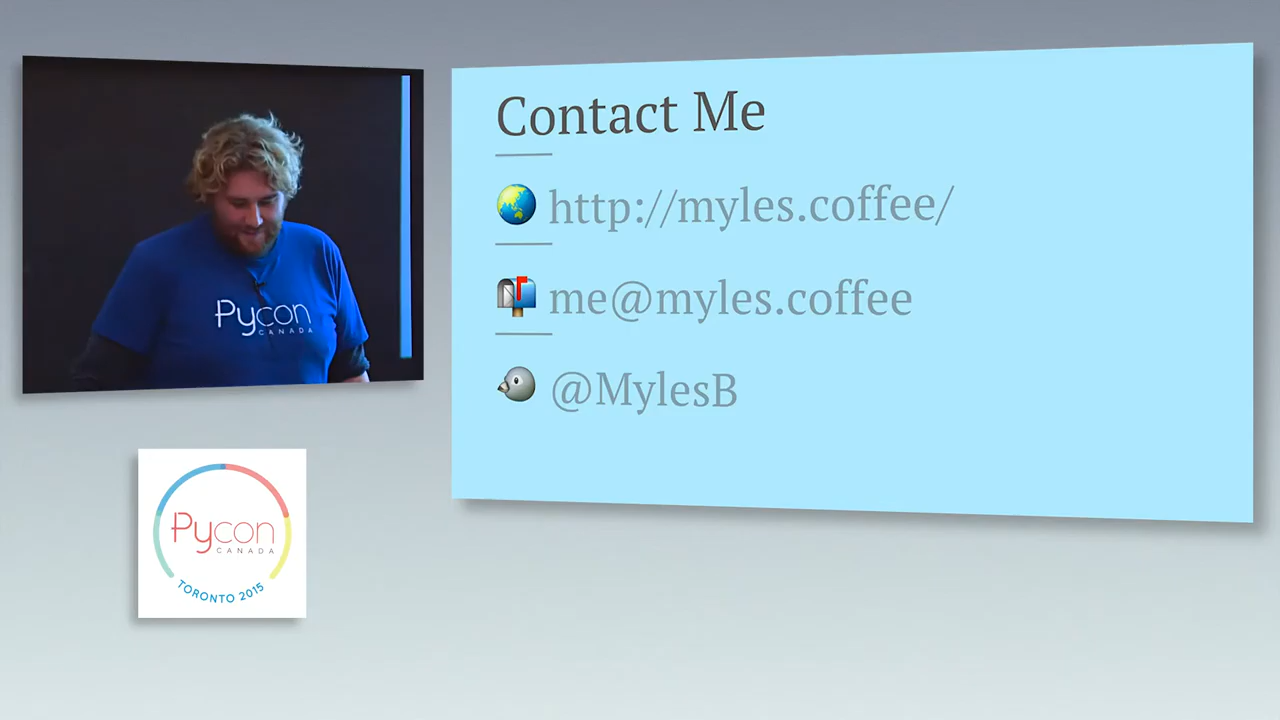 Contact Me
http://myles.coffee/
me@myles.coffee
@MylesB
Pycon
CANADA
Pycon
CANADA
TORONTO 2015